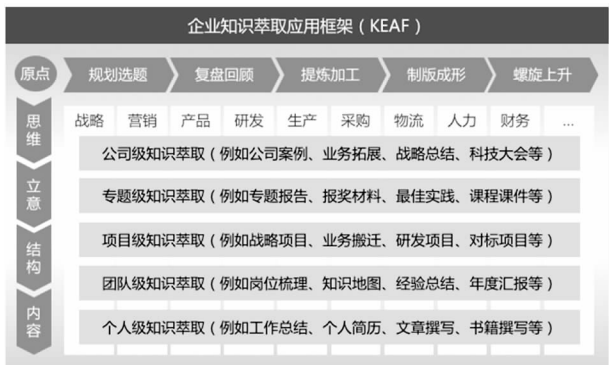 企业知识萃取应用框架（KEAF）
原点 规划选题 复盘回顾 提炼加工 制版成形 螺旋上升
思维
战略 营销 产品 研发 生产 采购 物流 人力 财务 ...
公司级知识萃取（例如公司案例、业务拓展、战略总结、科技大会等）
立意
专题级知识萃取（例如专题报告、报奖材料、最佳实践、课程课件等）
结构
项目级知识萃取（例如战略项目、业务搬迁、研发项目、对标项目等）
团队级知识萃取（例如岗位梳理、知识地图、经验总结、年度汇报等）
内容
个人级知识萃取（例如工作总结、个人简历、文章撰写、书籍撰写等）